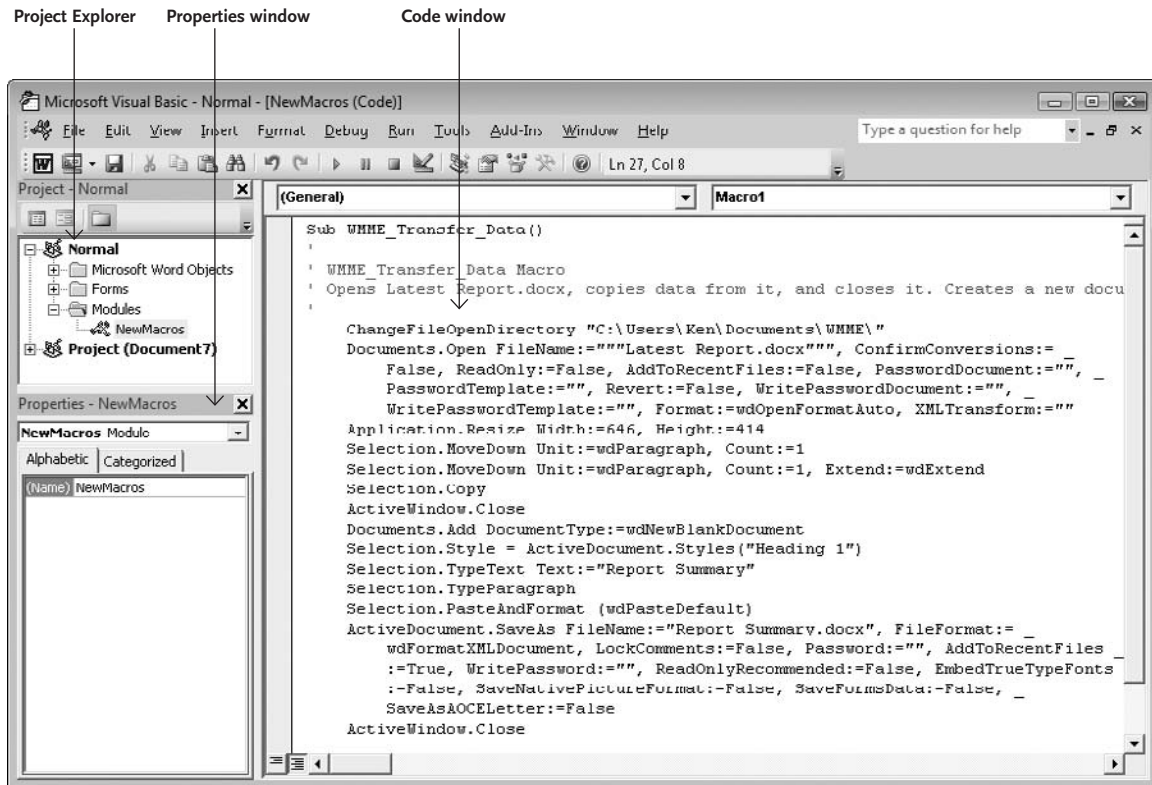 Project Explorer Properties window Code window
Microsoft Visual Basic - Normal - [NewMacros (Code)]
File Edit View Insert Format Debug Run Tools Add-Ins Window Help Type a question for help
Ln 27, Col 8
Project - Normal
(General) Macro1
Normal
Microsoft Word Objects
Forms
Modules
NewMacros
Project (Document7)
Properties - NewMacros
NewMacros Module
Alphabetic Categorized
(Name) NewMacros
Sub WMME_Transfer_Data()
'
' WMME_Transfer_Data Macro
' Opens Latest Report.docx, copies data from it, and closes it. Creates a new docu
'
ChangeFileOpenDirectory "C:\Users\Ken\Documents\WMME\"
Documents.Open FileName:="""Latest Report.docx""", ConfirmConversions:= _
False, ReadOnly:=False, AddToRecentFiles:=False, PasswordDocument:="", _
PasswordTemplate:="", Revert:=False, WritePasswordDocument:="", _
WritePasswordTemplate:="", Format:=wdOpenFormatAuto, XMLTransform:=""
Application.Resize Width:=646, Height:=414
Selection.MoveDown Unit:=wdParagraph, Count:=1
Selection.MoveDown Unit:=wdParagraph, Count:=1, Extend:=wdExtend
Selection.Copy
ActiveWindow.Close
Documents.Add DocumentType:=wdNewBlankDocument
Selection.Style = ActiveDocument.Styles("Heading 1")
Selection.TypeText Text:="Report Summary"
Selection.TypeParagraph
Selection.PasteAndFormat (wdPasteDefault)
ActiveDocument.SaveAs FileName:="Report Summary.docx", FileFormat:= _
wdFormatXMLDocument, LockComments:=False, Password:="", AddToRecentFiles _
:=True, WritePassword:="", ReadOnlyRecommended:=False, EmbedTrueTypeFonts
:=False, SaveNativePictureFormat:=False, SaveFormsData:=False, _
SaveAsAOCELetter:=False
ActiveWindow.Close